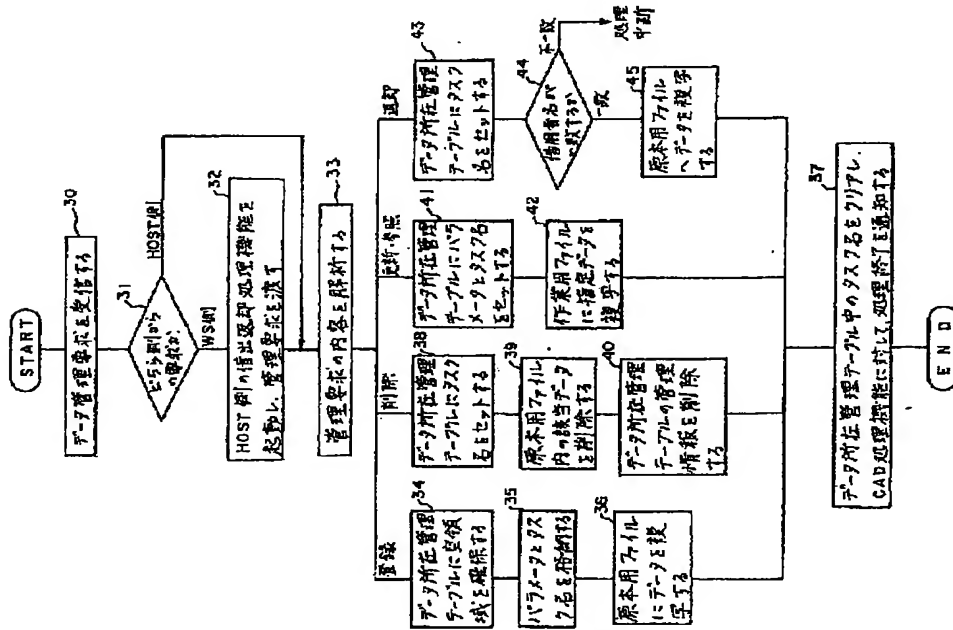 START
30
データ管理要求を受信する
31
どちら側から
の要求か
HOST側
WS側
32
HOST側の借出返却処理機能を
起動し、管理要求を渡す
33
管理要求の内容を解析する
登録
34
データ所在管理
テーブルに空領
域を確保する
35
パラメータとタス
ク名を格納する
36
原本用ファイル
にデータを複
写する
削除
38
データ所在管理
テーブルにタスク
名をセットする
39
原本用ファイル
内の該当データ
を削除する
40
データ所在管理
テーブルの管理
情報を削除
する
更新・参照
41
データ所在管理
テーブルにパラ
メータとタスク名
をセットする
42
作業用ファイル
に指定データを
複写する
返却
43
データ所在管理
テーブルにタスク
名をセットする
44
借用者名が
一致するか
不一致
処理
中断
一致
45
原本用ファイル
へデータを複写
する
37
データ所在管理テーブル中のタスク名をクリアし、
CAD処理機能に対して、処理終了を通知する
END